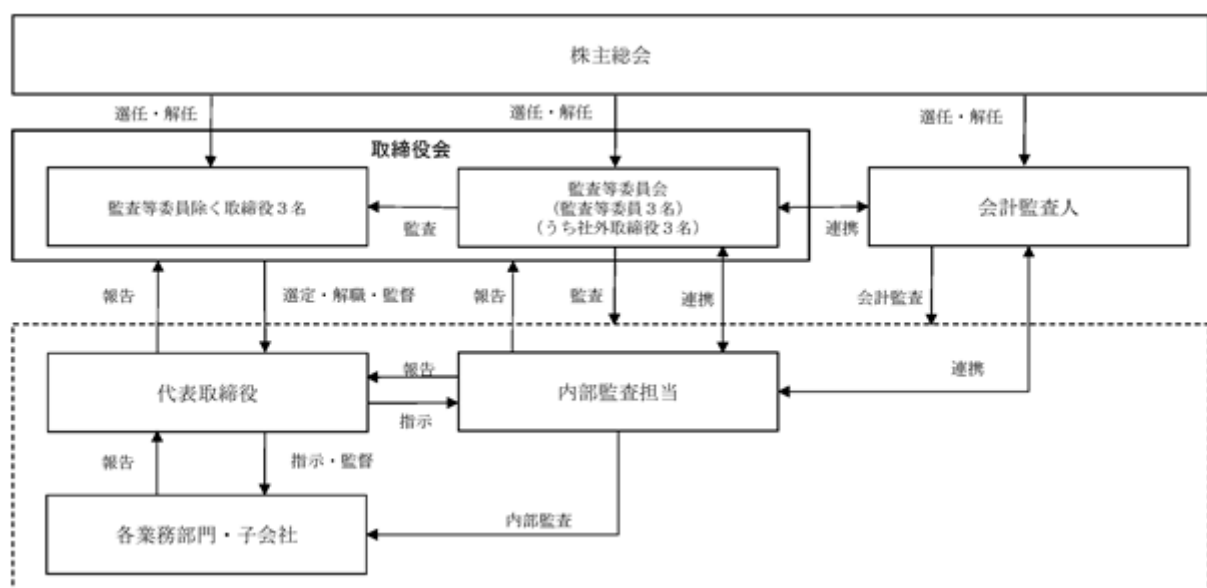 株主総会
選任・解任
選任・解任
選任・解任
取締役会
監査等委員除く取締役3名
監査
監査等委員会
(監査等委員3名)
(うち社外取締役3名)
連携
会計監査人
報告
選定・解職・監督
報告
監査
連携
会計監査
代表取締役
報告
指示
内部監査担当
連携
報告
指示・監督
各業務部門・子会社
内部監査